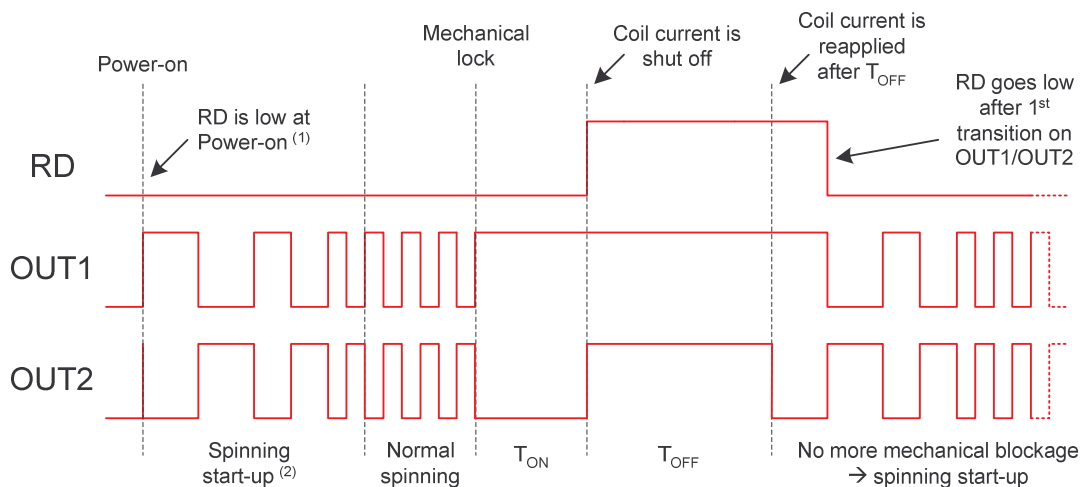 Power-on
Mechanical
lock
Coil current is
shut off
Coil current is
reapplied
after TOFF
RD is low at
Power-on (1)
RD goes low
after 1st
transition on
OUT1/OUT2
RD
OUT1
OUT2
Spinning
start-up (2)
Normal
spinning
TON
TOFF
No more mechanical blockage
→ spinning start-up